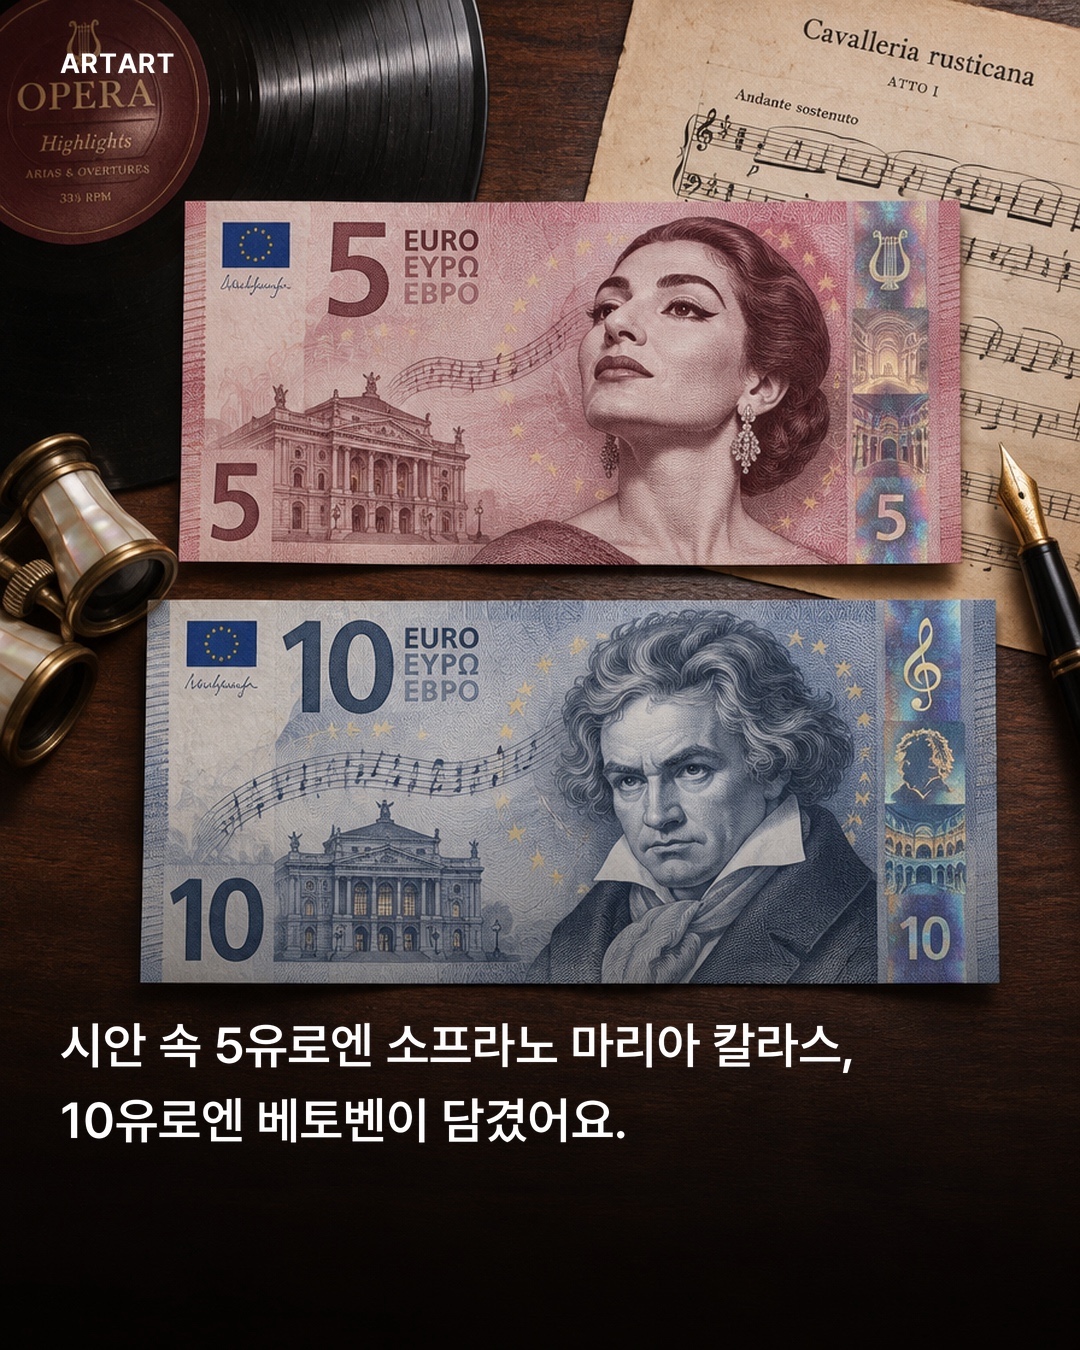 ARTART
OPERA
Highlights
ARIAS & OVERTURES
33⅓ RPM
Cavalleria rusticana
ATTO I
Andante sostenuto
p
5
EURO
ΕΥΡΩ
ЕВРО
5
5
10
EURO
ΕΥΡΩ
ЕВРО
10
10
시안 속 5유로엔 소프라노 마리아 칼라스,
10유로엔 베토벤이 담겼어요.